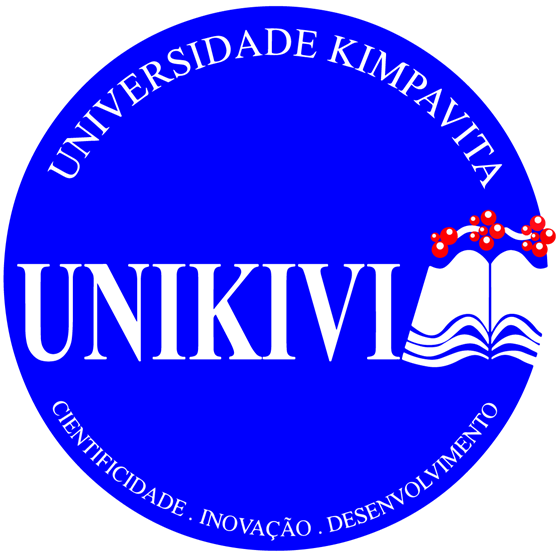 UNIVERSIDADE KIMPAVITA
UNIKIVI
CIENTIFICIDADE . INOVAÇÃO . DESENVOLVIMENTO